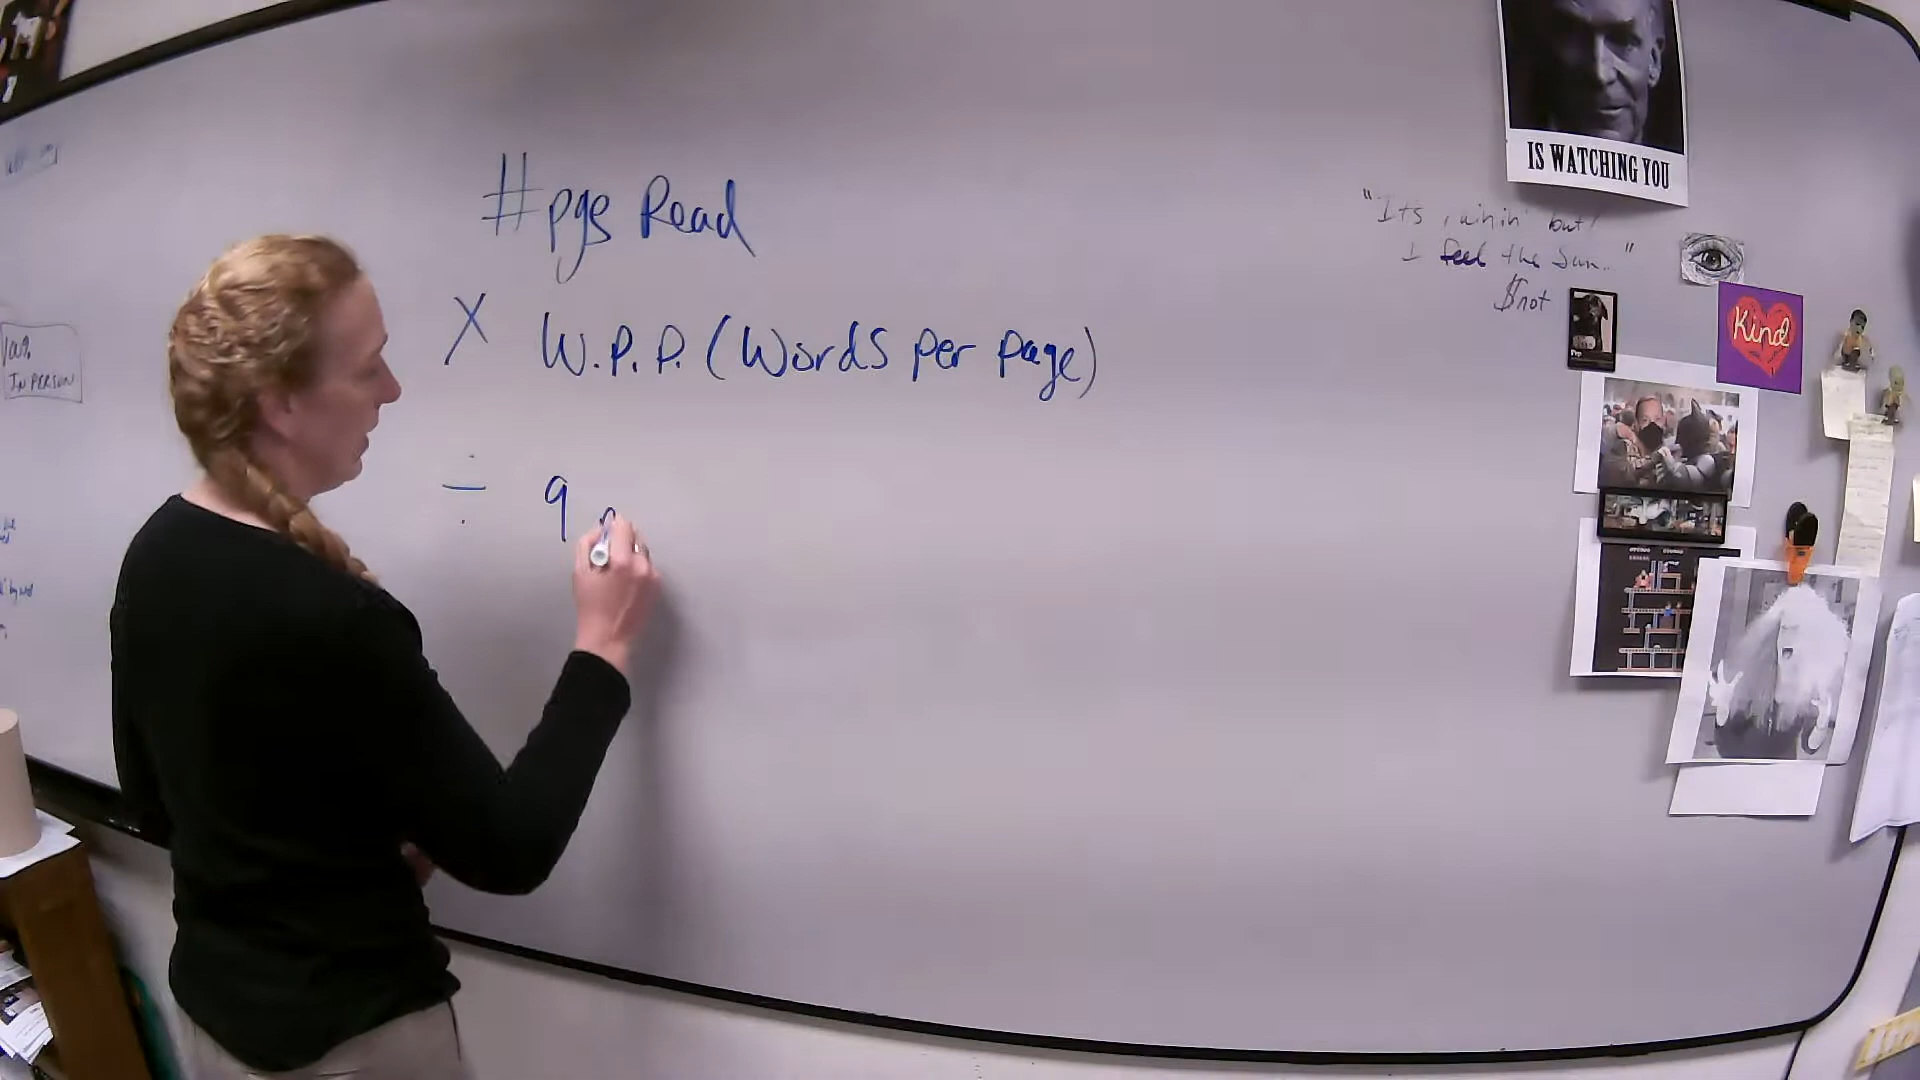 #pgs Read
X W.P.P. (Words per page)
÷ 9
IS WATCHING YOU
"It's rainin' but
I feel the Sun.."
$not
Kind
IN PERSON